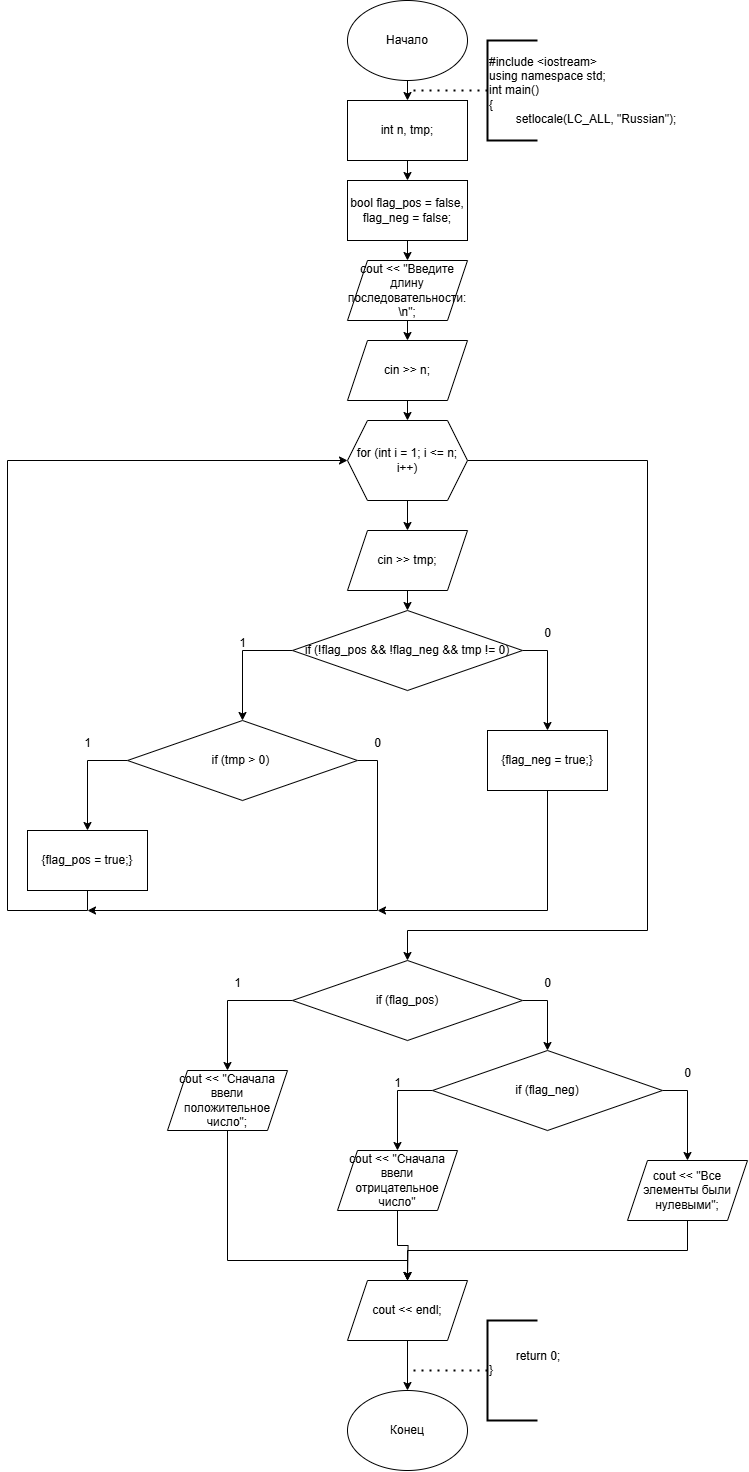 Начало
#include <iostream>
using namespace std;
int main()
{
setlocale(LC_ALL, "Russian");
int n, tmp;
bool flag_pos = false,
flag_neg = false;
cout << "Введите
длину
последовательности:
\n";
cin >> n;
for (int i = 1; i <= n;
i++)
cin >> tmp;
if (!flag_pos && !flag_neg && tmp != 0)
1
0
if (tmp > 0)
{flag_neg = true;}
1
0
{flag_pos = true;}
if (flag_pos)
1
0
cout << "Сначала
ввели
положительное
число";
if (flag_neg)
1
0
cout << "Сначала
ввели
отрицательное
число"
cout << "Все
элементы были
нулевыми";
cout << endl;
return 0;
}
Конец